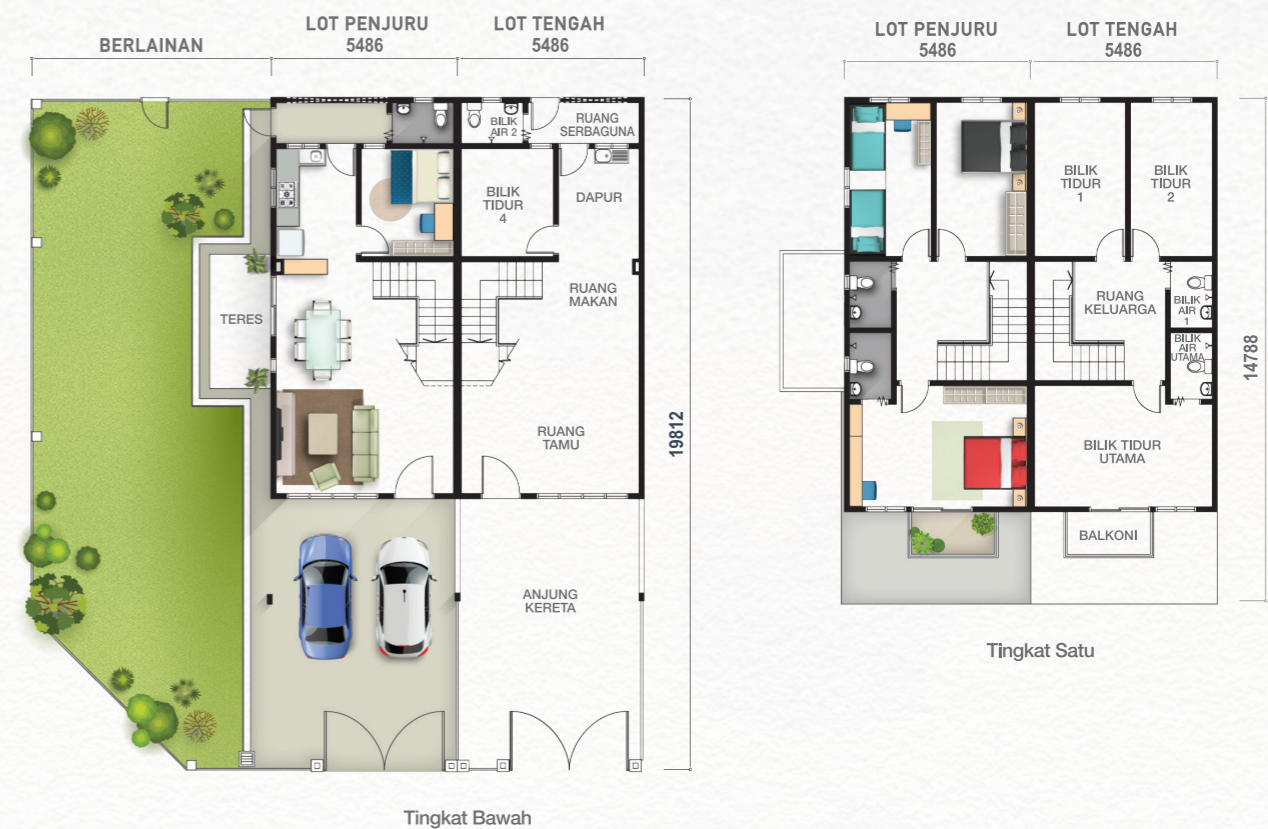 BERLAINAN
LOT PENJURU
5486
LOT TENGAH
5486
BILIK
AIR 2
RUANG
SERBAGUNA
BILIK
TIDUR
4
DAPUR
RUANG
MAKAN
TERES
RUANG
TAMU
19812
ANJUNG
KERETA
Tingkat Bawah
LOT PENJURU
5486
LOT TENGAH
5486
BILIK
TIDUR
1
BILIK
TIDUR
2
RUANG
KELUARGA
BILIK
AIR
1
BILIK
AIR
UTAMA
14788
BILIK TIDUR
UTAMA
BALKONI
Tingkat Satu